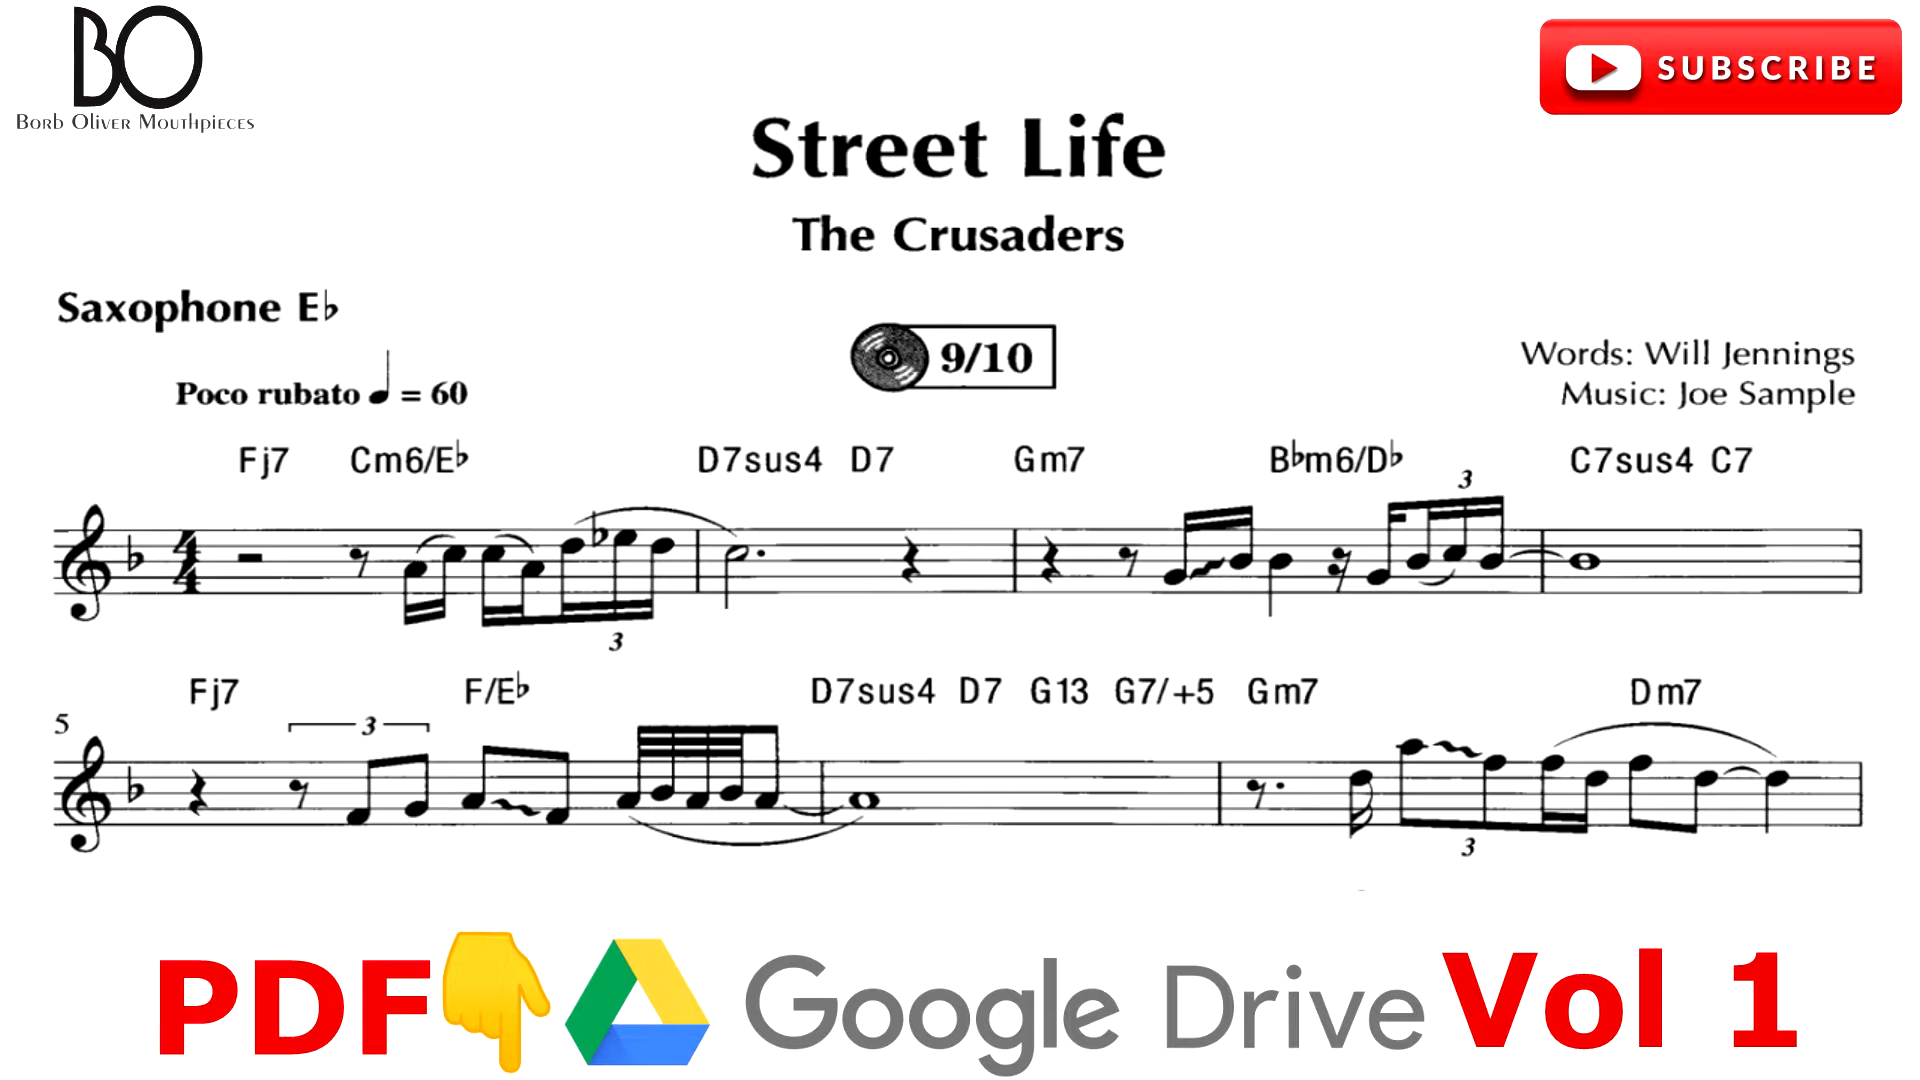 BO
Borb Oliver Mouthpieces
SUBSCRIBE
Street Life
The Crusaders
Saxophone E♭
9/10
Words: Will Jennings
Music: Joe Sample
Poco rubato ♩ = 60
Fj7 Cm6/E♭ D7sus4 D7 Gm7 B♭m6/D♭ C7sus4 C7
3
4
4
3
Fj7 F/E♭ D7sus4 D7 G13 G7/+5 Gm7 Dm7
5
3
3
PDF Google Drive Vol 1